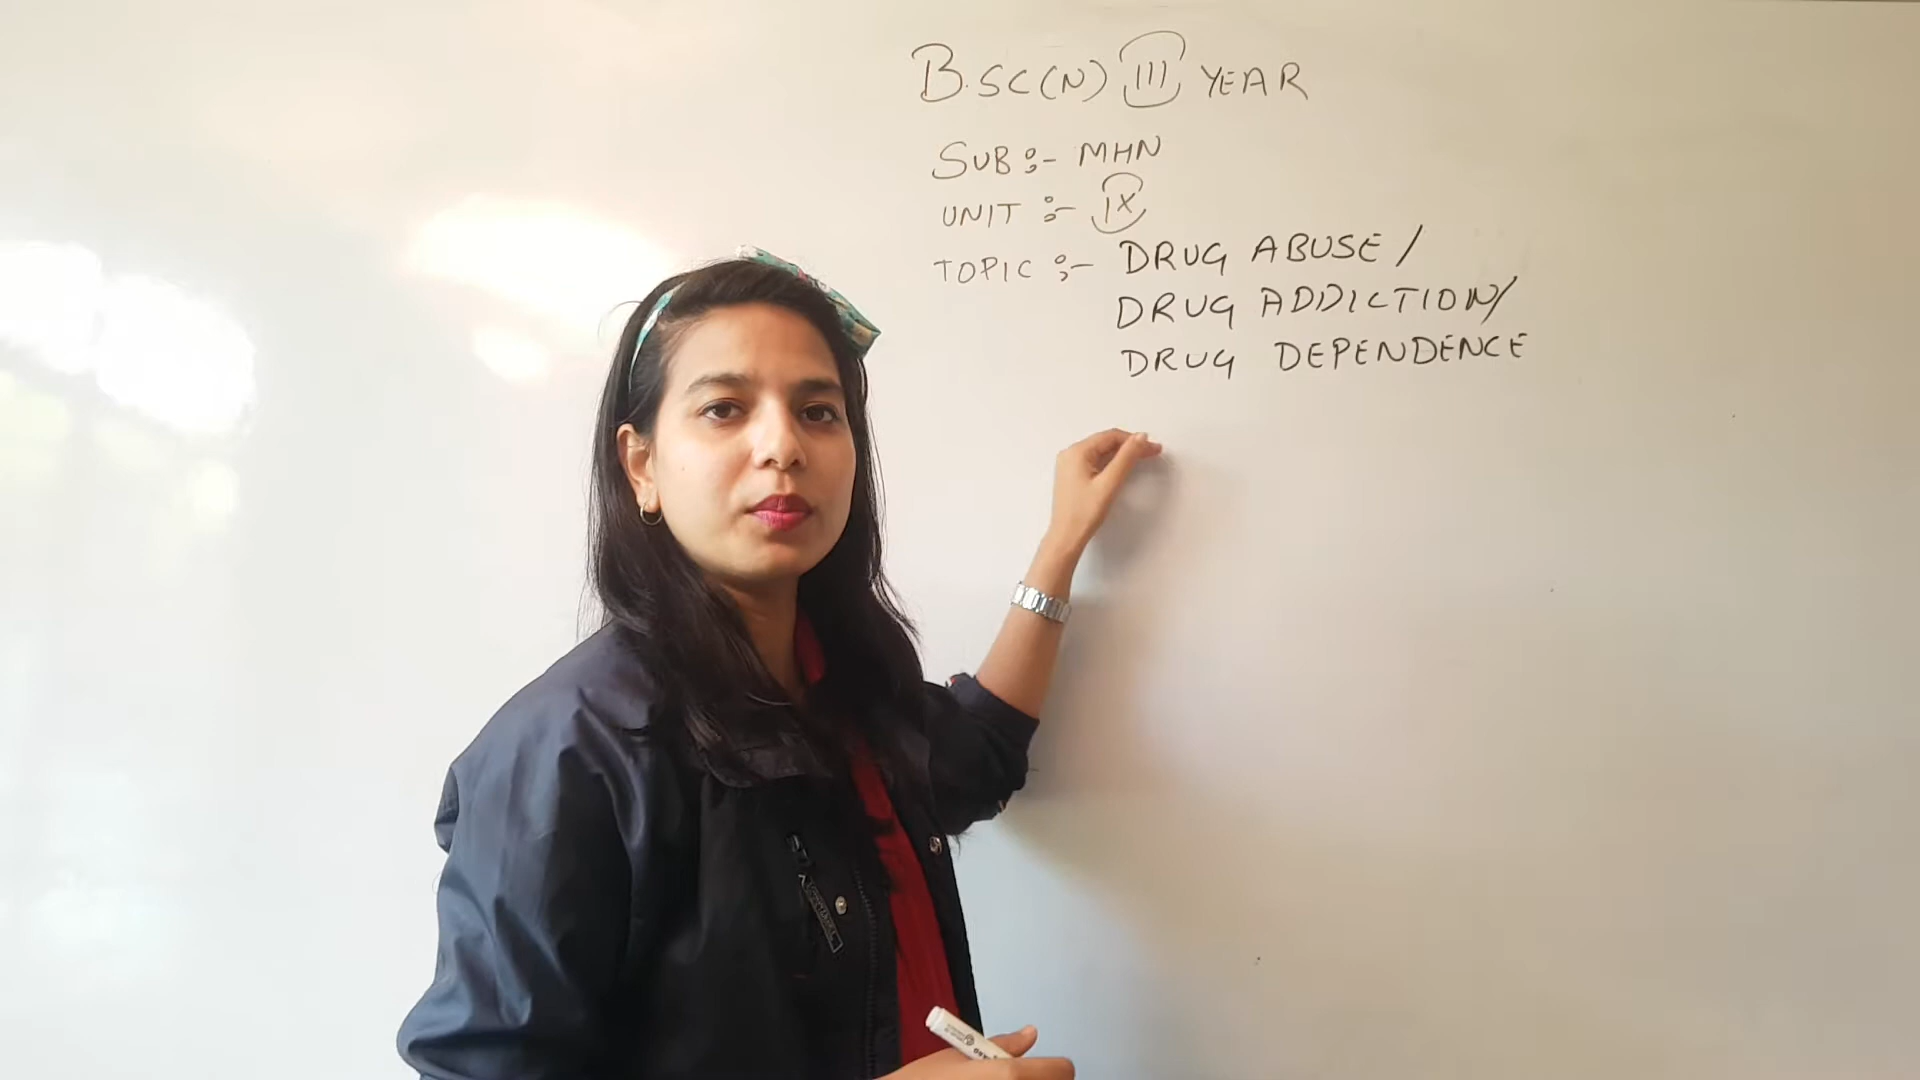 B.SC(N) III YEAR
SUB :- MHN
UNIT :- IX
TOPIC :- DRUG ABUSE /
DRUG ADDICTION/
DRUG DEPENDENCE